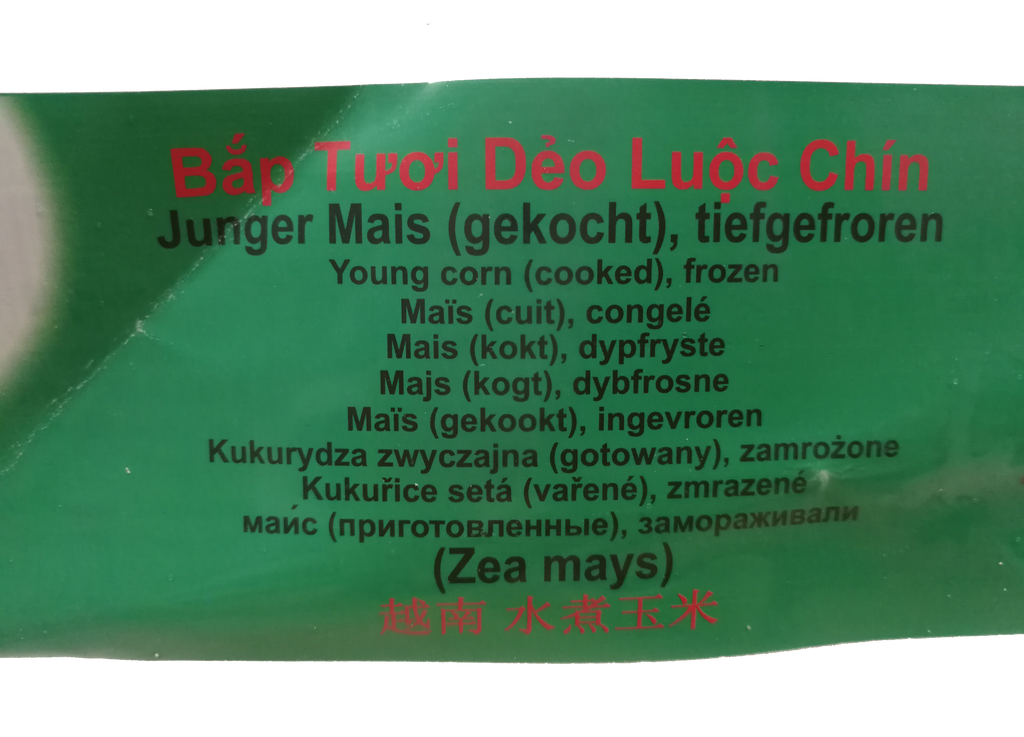 Bắp Tươi Dẻo Luộc Chín
Junger Mais (gekocht), tiefgefroren
Young corn (cooked), frozen
Maïs (cuit), congelé
Mais (kokt), dypfryste
Majs (kogt), dybfrosne
Maïs (gekookt), ingevroren
Kukurydza zwyczajna (gotowany), zamrożone
Kukuřice setá (vařené), zmrazené
маи́с (приготовленные), замораживали
(Zea mays)
越南 水煮玉米